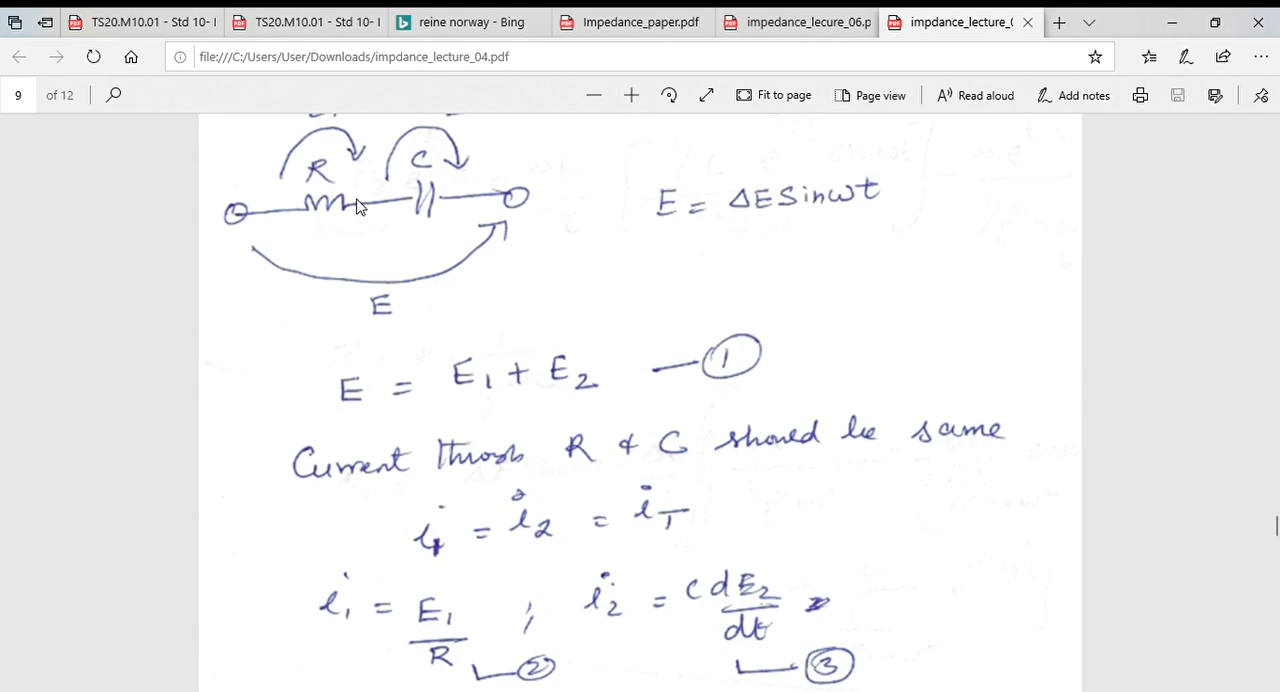 TS20.M10.01 - Std 10- I
TS20.M10.01 - Std 10- I
reine norway - Bing
Impedance_paper.pdf
impedance_lecure_06.p
impdance_lecture_0
file:///C:/Users/User/Downloads/impdance_lecture_04.pdf
9 of 12
Fit to page
Page view
Read aloud
Add notes
R C
E = ΔE Sinωt
E
E = E1 + E2 — 1
Current through R & C should be same
i1 = i2 = iT
i1 = E1/R ; i2 = C dE2/dt
2 3